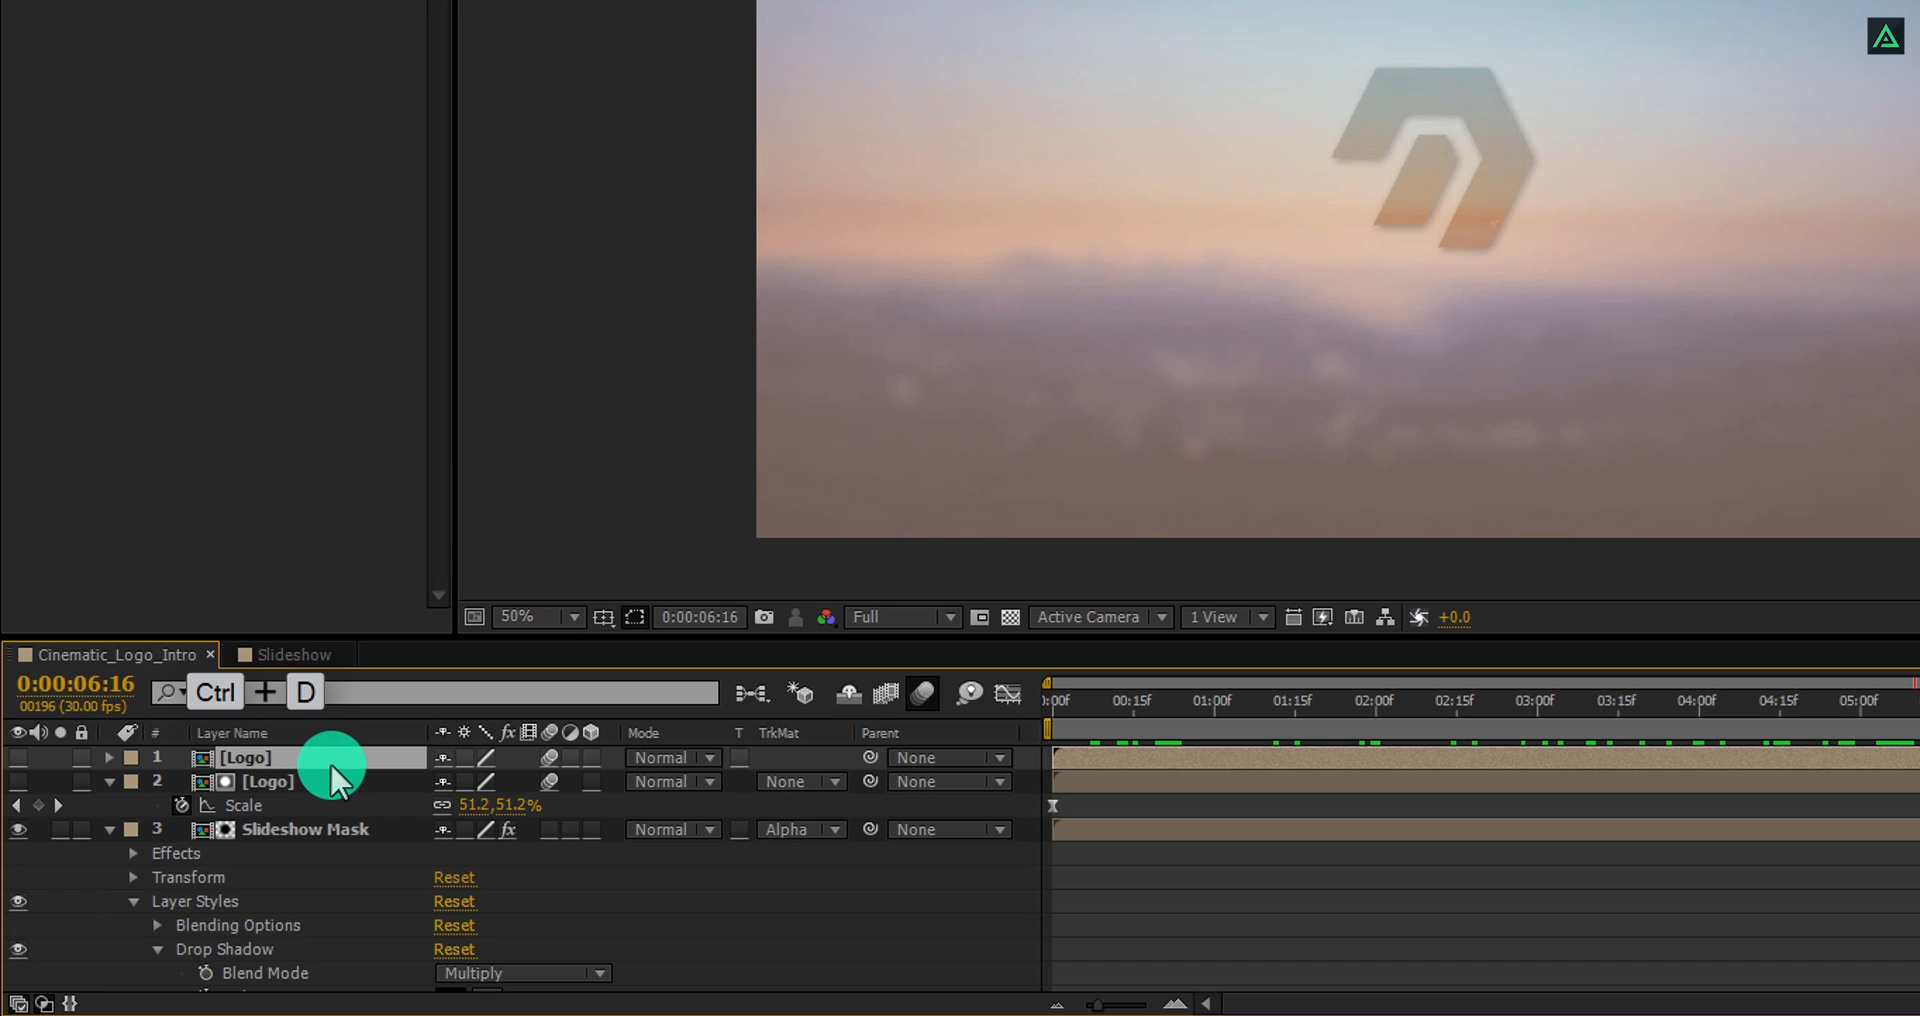 50%
0:00:06:16
Full
Active Camera
1 View
+0.0
Cinematic_Logo_Intro ×
Slideshow
0:00:06:16
00196 (30.00 fps)
Ctrl + D
:00f 00:15f 01:00f 01:15f 02:00f 02:15f 03:00f 03:15f 04:00f 04:15f 05:00f
# Layer Name fx Mode T TrkMat Parent
1 [Logo] Normal None
2 [Logo] Normal None None
Scale 51.2,51.2%
3 Slideshow Mask fx Normal Alpha None
Effects
Transform Reset
Layer Styles Reset
Blending Options Reset
Drop Shadow Reset
Blend Mode Multiply